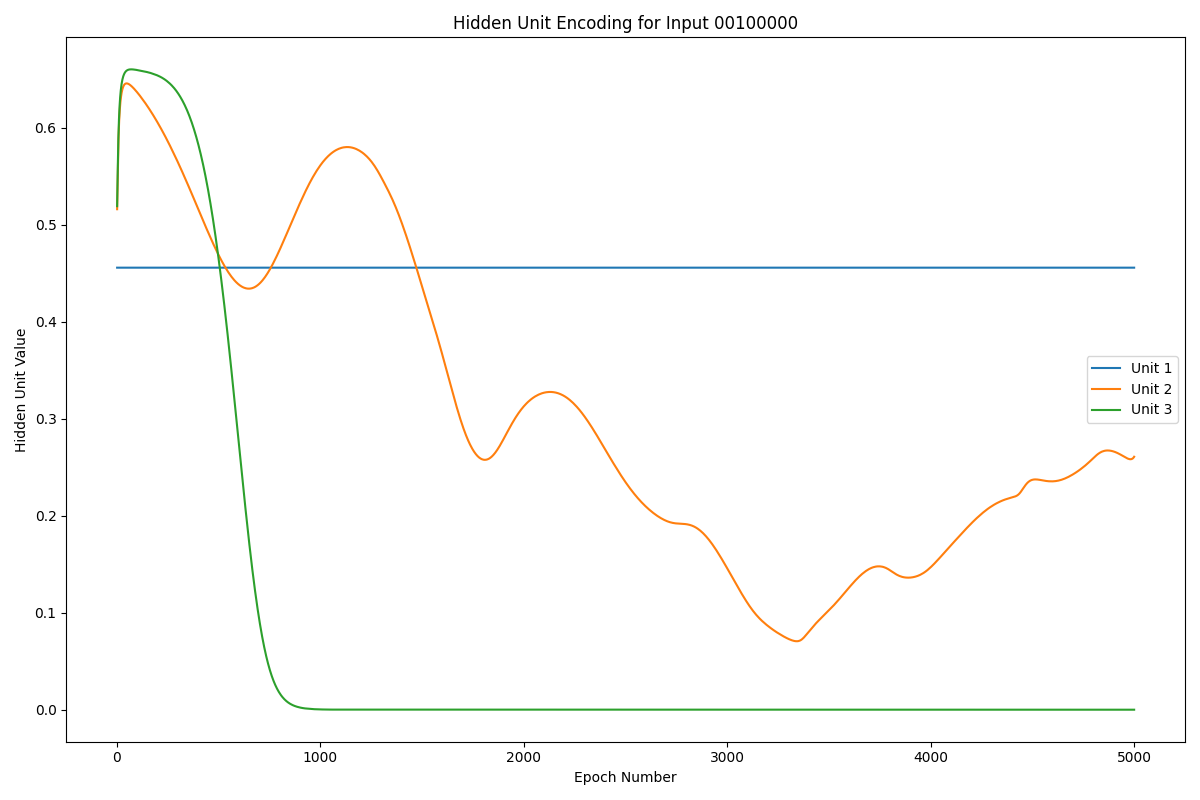 Hidden Unit Encoding for Input 00100000
Hidden Unit Value
0.6
0.5
0.4
0.3
0.2
0.1
0.0
Unit 1
Unit 2
Unit 3
0 1000 2000 3000 4000 5000
Epoch Number